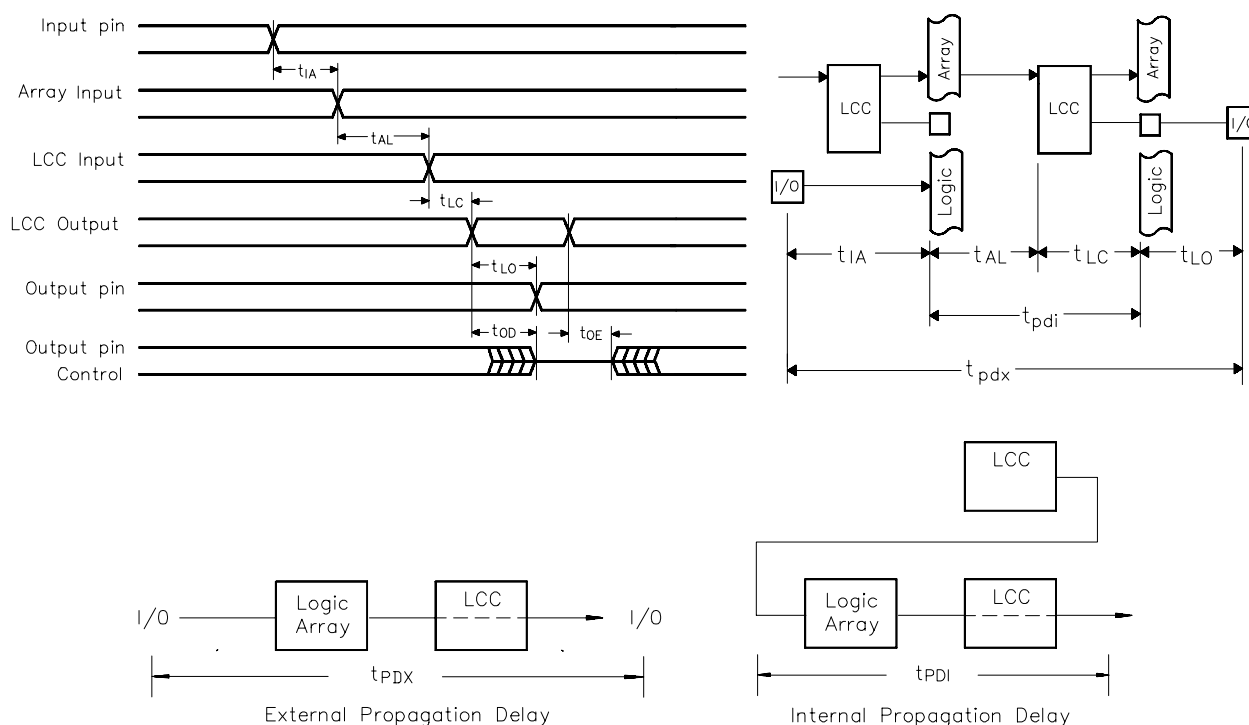 Input pin
tIA
Array Input
tAL
LCC Input
tLC
LCC Output
tLO
Output pin
tOD
tOE
Output pin
Control
LCC
Array
LCC
Array
I/O
I/O
Logic
Logic
tIA
tAL
tLC
tLO
tpdi
tpdx
I/O
Logic
Array
LCC
I/O
tPDX
External Propagation Delay
LCC
Logic
Array
LCC
tPDI
Internal Propagation Delay